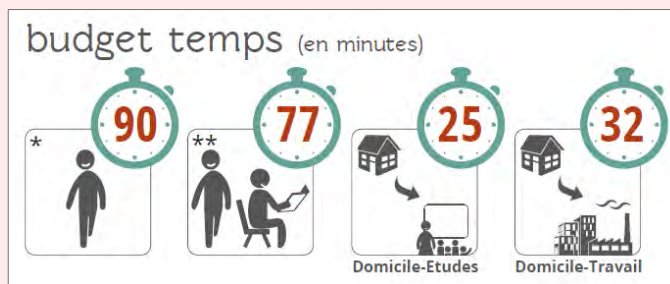 budget temps (en minutes)
90 77 25 32
* **
Domicile-Etudes Domicile-Travail